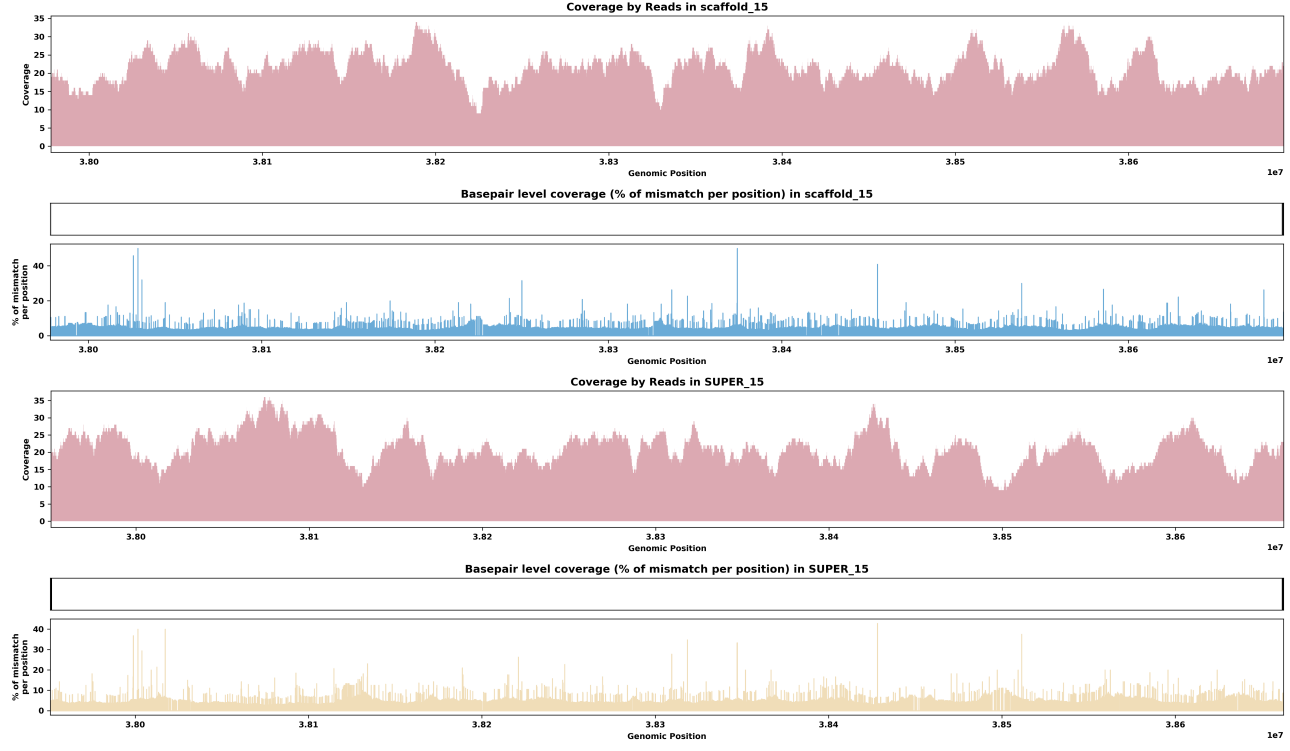 Coverage by Reads in scaffold_15
Coverage
35
30
25
20
15
10
5
0
3.80 3.81 3.82 3.83 3.84 3.85 3.86
Genomic Position
1e7
Basepair level coverage (% of mismatch per position) in scaffold_15
% of mismatch
per position
40
20
0
3.80 3.81 3.82 3.83 3.84 3.85 3.86
Genomic Position
1e7
Coverage by Reads in SUPER_15
Coverage
35
30
25
20
15
10
5
0
3.80 3.81 3.82 3.83 3.84 3.85 3.86
Genomic Position
1e7
Basepair level coverage (% of mismatch per position) in SUPER_15
% of mismatch
per position
40
30
20
10
0
3.80 3.81 3.82 3.83 3.84 3.85 3.86
Genomic Position
1e7